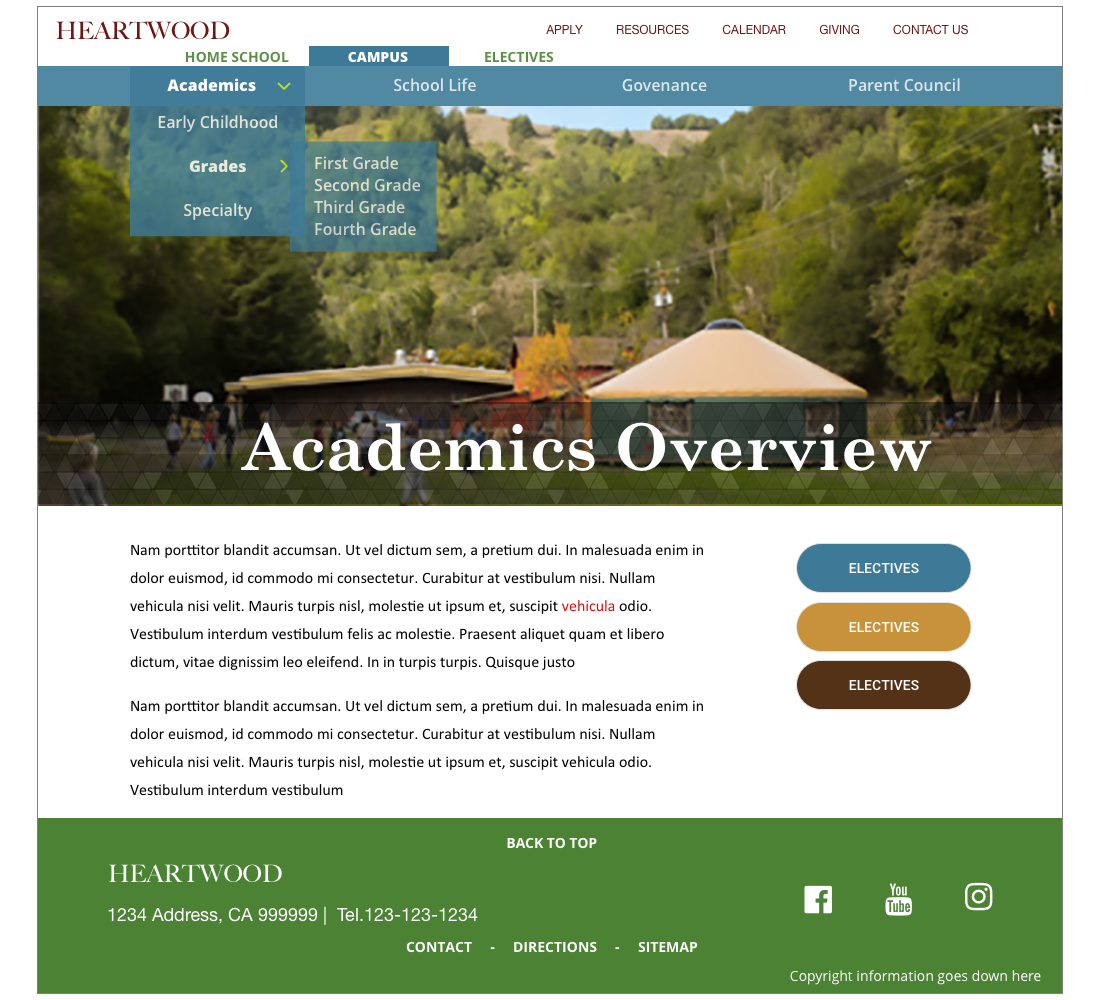 HEARTWOOD
APPLY RESOURCES CALENDAR GIVING CONTACT US
HOME SCHOOL CAMPUS ELECTIVES
Academics School Life Govenance Parent Council
Early Childhood
Grades
Specialty
First Grade
Second Grade
Third Grade
Fourth Grade
Academics Overview
Nam porttitor blandit accumsan. Ut vel dictum sem, a pretium dui. In malesuada enim in
dolor euismod, id commodo mi consectetur. Curabitur at vestibulum nisi. Nullam
vehicula nisi velit. Mauris turpis nisl, molestie ut ipsum et, suscipit vehicula odio.
Vestibulum interdum vestibulum felis ac molestie. Praesent aliquet quam et libero
dictum, vitae dignissim leo eleifend. In in turpis turpis. Quisque justo
Nam porttitor blandit accumsan. Ut vel dictum sem, a pretium dui. In malesuada enim in
dolor euismod, id commodo mi consectetur. Curabitur at vestibulum nisi. Nullam
vehicula nisi velit. Mauris turpis nisl, molestie ut ipsum et, suscipit vehicula odio.
Vestibulum interdum vestibulum
ELECTIVES
ELECTIVES
ELECTIVES
BACK TO TOP
HEARTWOOD
1234 Address, CA 999999 | Tel.123-123-1234
You
Tube
CONTACT - DIRECTIONS - SITEMAP
Copyright information goes down here